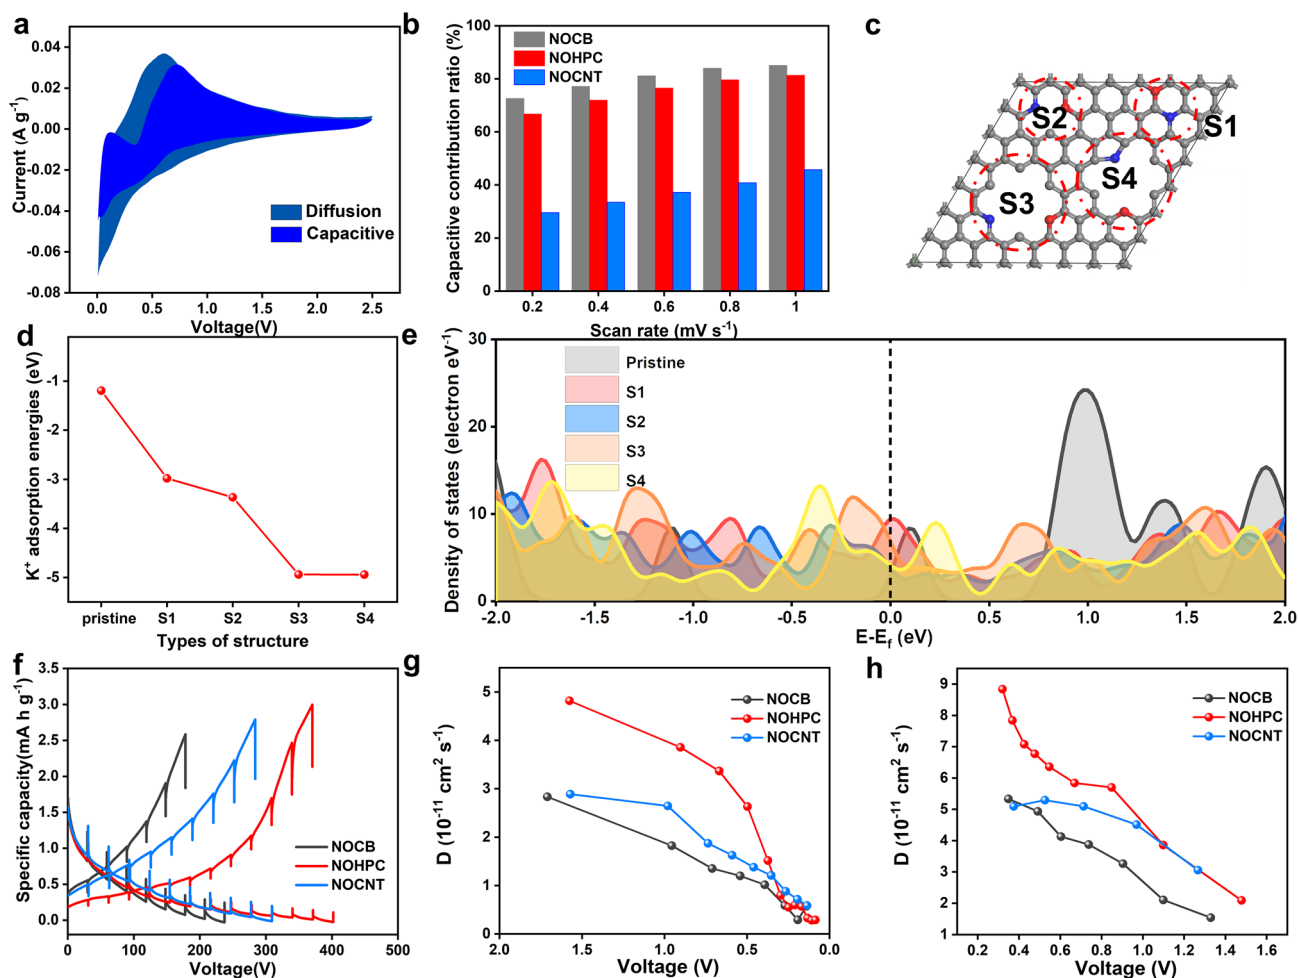 a
Current (A g⁻¹)
0.04
0.02
0.00
-0.02
-0.04
-0.06
-0.08
Diffusion
Capacitive
0.0 0.5 1.0 1.5 2.0 2.5
Voltage(V)
b
Capacitive contribution ratio (%)
100
80
60
40
20
0
NOCB
NOHPC
NOCNT
0.2 0.4 0.6 0.8 1
Scan rate (mV s⁻¹)
c
S2
S1
S4
S3
d
K⁺ adsorption energies (eV)
-1
-2
-3
-4
-5
pristine S1 S2 S3 S4
Types of structure
e
Density of states (electron eV⁻¹)
30
20
10
0
Pristine
S1
S2
S3
S4
-2.0 -1.5 -1.0 -0.5 0.0 0.5 1.0 1.5 2.0
E-E_f (eV)
f
Specific capacity(mA h g⁻¹)
3.5
3.0
2.5
2.0
1.5
1.0
0.5
0.0
NOCB
NOHPC
NOCNT
0 100 200 300 400 500
Voltage(V)
g
D (10⁻¹¹ cm² s⁻¹)
5
4
3
2
1
0
NOCB
NOHPC
NOCNT
2.0 1.5 1.0 0.5 0.0
Voltage (V)
h
D (10⁻¹¹ cm² s⁻¹)
9
8
7
6
5
4
3
2
1
NOCB
NOHPC
NOCNT
0.2 0.4 0.6 0.8 1.0 1.2 1.4 1.6
Voltage (V)